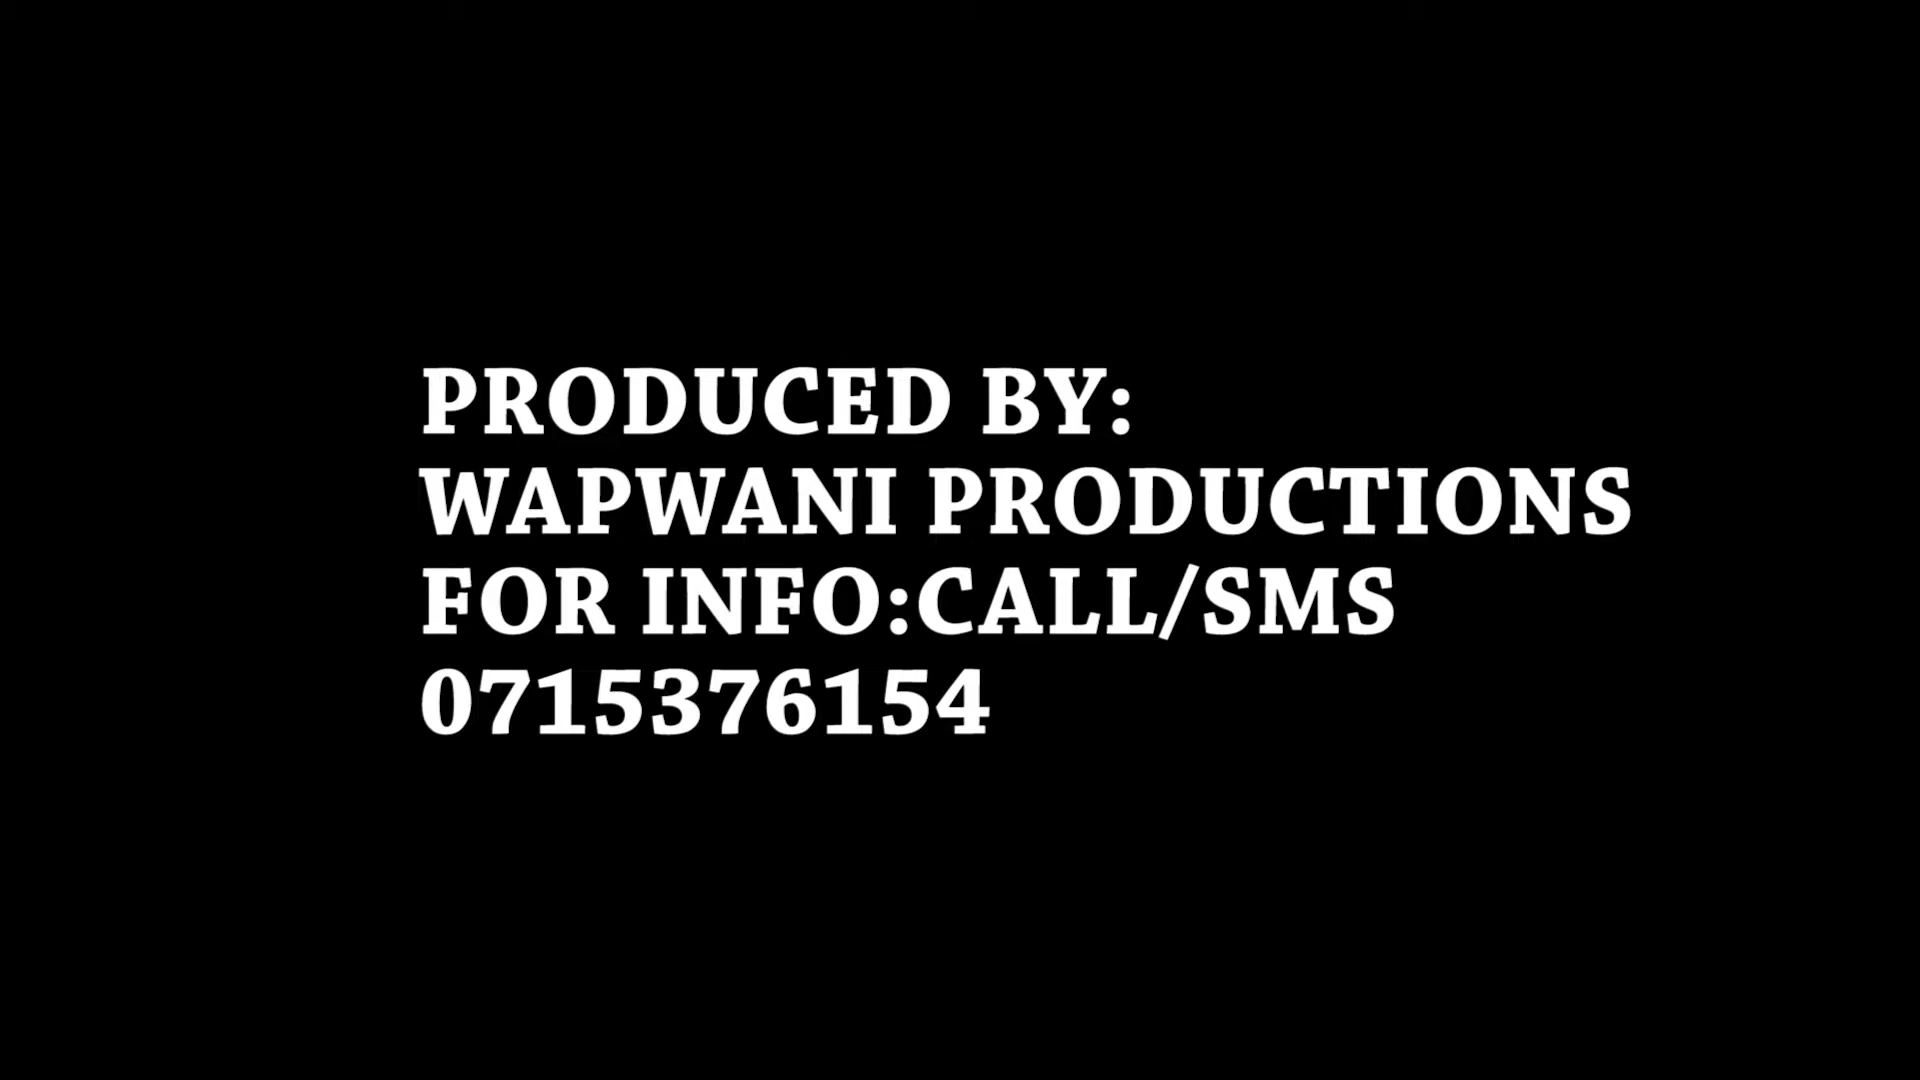 PRODUCED BY:
WAPWANI PRODUCTIONS
FOR INFO:CALL/SMS
0715376154